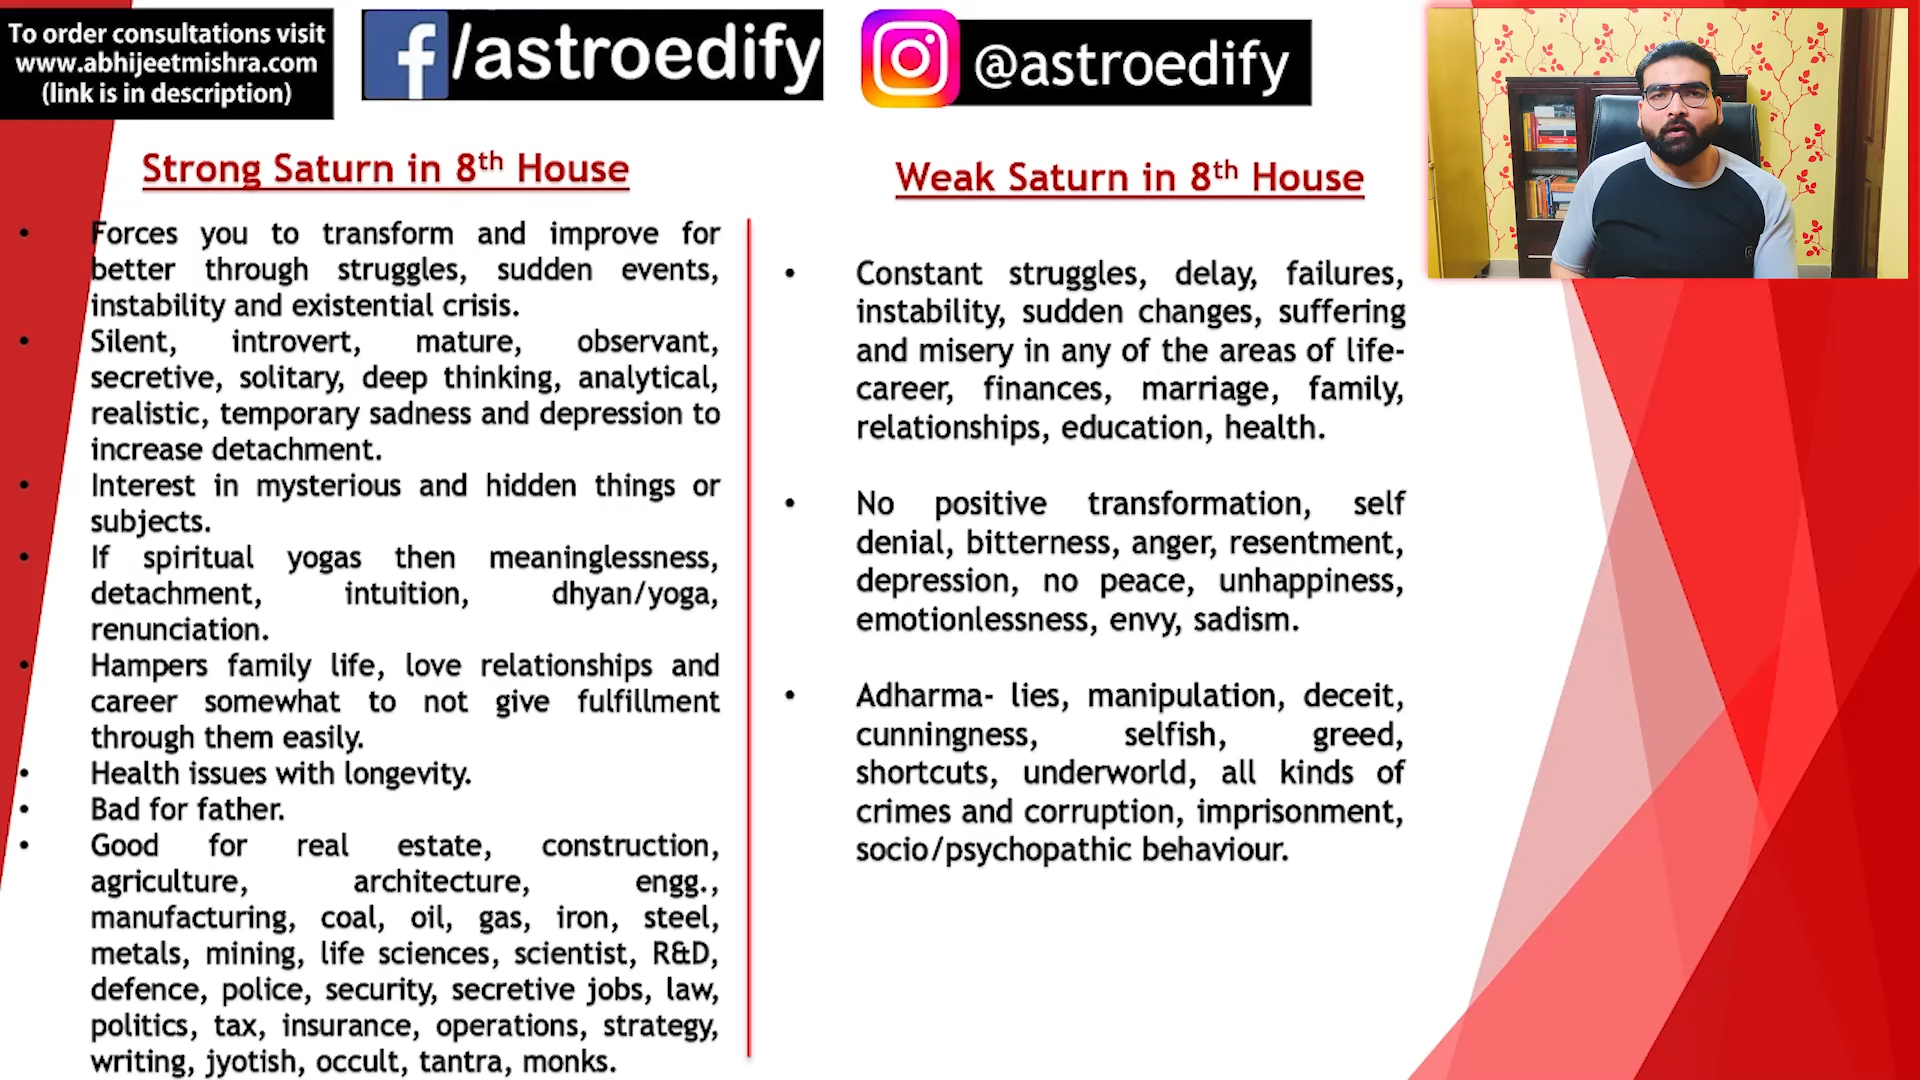 To order consultations visit
www.abhijeetmishra.com
(link is in description)
f/astroedify
@astroedify
Strong Saturn in 8th House
• Forces you to transform and improve for
better through struggles, sudden events,
instability and existential crisis.
• Silent, introvert, mature, observant,
secretive, solitary, deep thinking, analytical,
realistic, temporary sadness and depression to
increase detachment.
• Interest in mysterious and hidden things or
subjects.
• If spiritual yogas then meaninglessness,
detachment, intuition, dhyan/yoga,
renunciation.
• Hampers family life, love relationships and
career somewhat to not give fulfillment
through them easily.
• Health issues with longevity.
• Bad for father.
• Good for real estate, construction,
agriculture, architecture, engg.,
manufacturing, coal, oil, gas, iron, steel,
metals, mining, life sciences, scientist, R&D,
defence, police, security, secretive jobs, law,
politics, tax, insurance, operations, strategy,
writing, jyotish, occult, tantra, monks.
Weak Saturn in 8th House
• Constant struggles, delay, failures,
instability, sudden changes, suffering
and misery in any of the areas of life-
career, finances, marriage, family,
relationships, education, health.
• No positive transformation, self
denial, bitterness, anger, resentment,
depression, no peace, unhappiness,
emotionlessness, envy, sadism.
• Adharma- lies, manipulation, deceit,
cunningness, selfish, greed,
shortcuts, underworld, all kinds of
crimes and corruption, imprisonment,
socio/psychopathic behaviour.